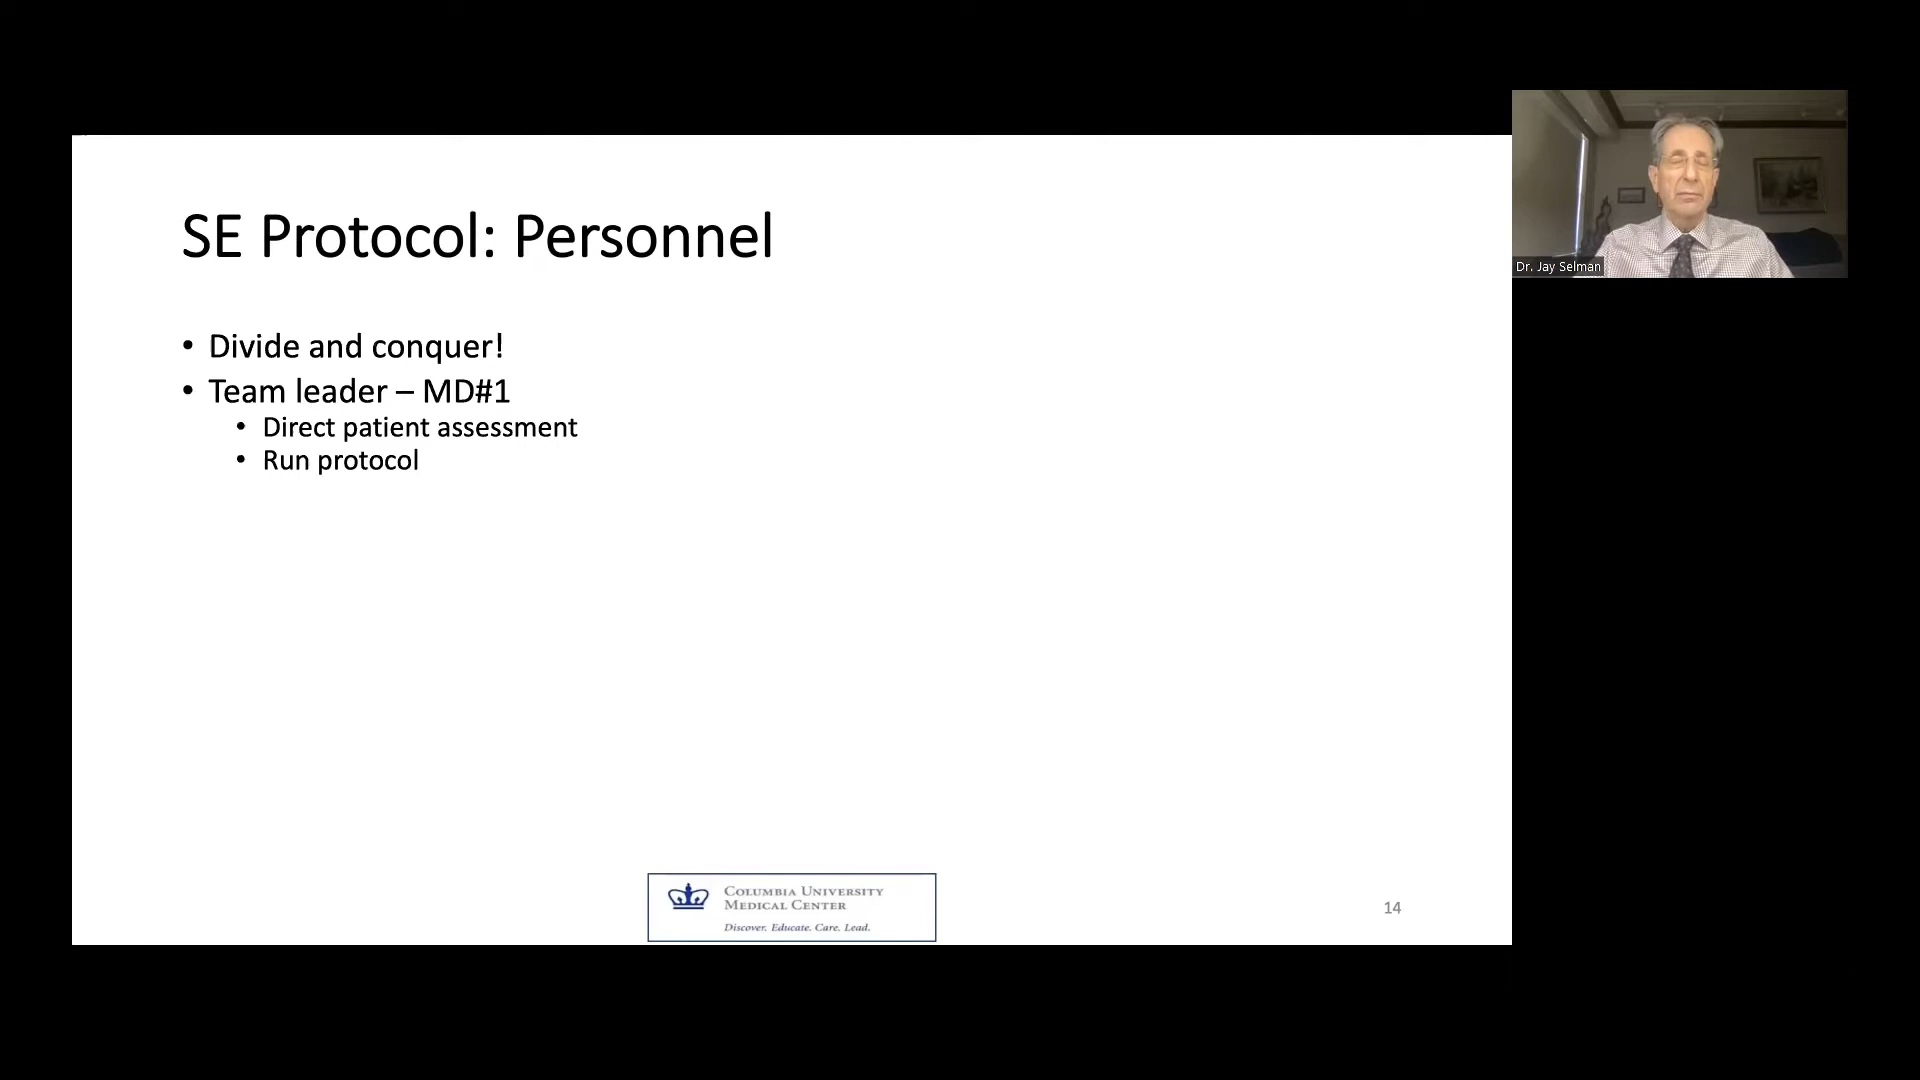 SE Protocol: Personnel
• Divide and conquer!
• Team leader – MD#1
• Direct patient assessment
• Run protocol
COLUMBIA UNIVERSITY
MEDICAL CENTER
Discover. Educate. Care. Lead.
14
Dr. Jay Selman